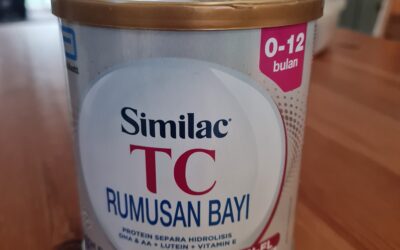 0-12
bulan
Similac
TC
RUMUSAN BAYI
PROTEIN SEPARA HIDROLISIS
DHA & AA + LUTEIN + VITAMIN E